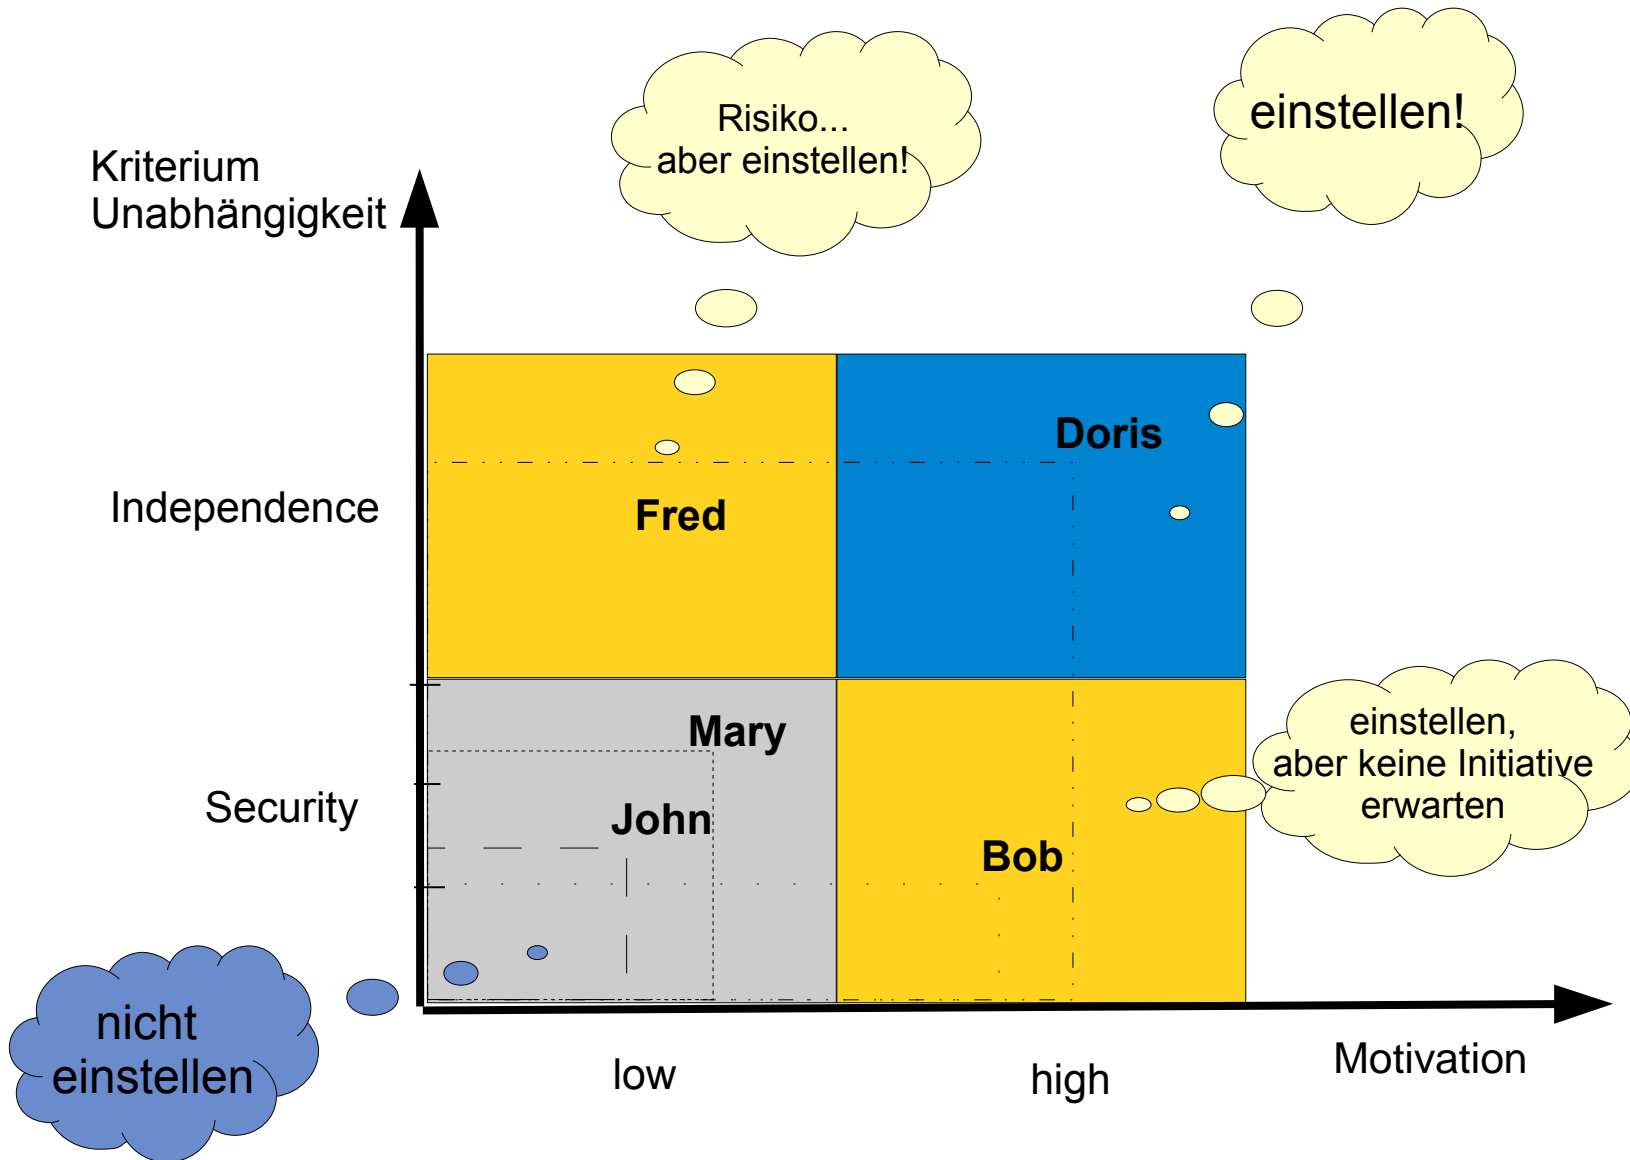 Risiko...
aber einstellen!
einstellen!
Kriterium
Unabhängigkeit
Doris
Independence
Fred
Mary
einstellen,
aber keine Initiative
erwarten
Security
John
Bob
nicht
einstellen
low
high
Motivation